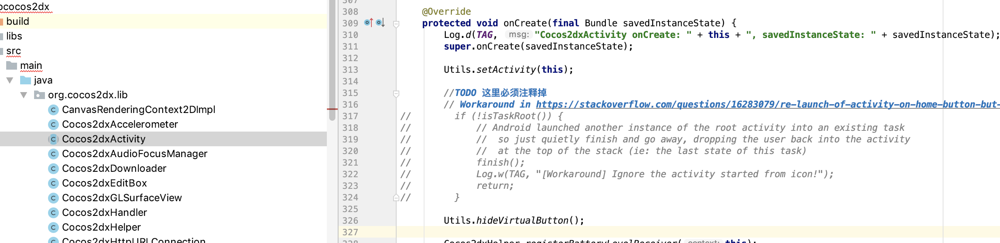 ococos2dx
build
libs
src
main
java
org.cocos2dx.lib
CanvasRenderingContext2DImpl
Cocos2dxAccelerometer
Cocos2dxActivity
Cocos2dxAudioFocusManager
Cocos2dxDownloader
Cocos2dxEditBox
Cocos2dxGLSurfaceView
Cocos2dxHandler
Cocos2dxHelper
Cocos2dxHttpURLConnection
307
308 @Override
309 protected void onCreate(final Bundle savedInstanceState) {
310 Log.d(TAG, msg: "Cocos2dxActivity onCreate: " + this + ", savedInstanceState: " + savedInstanceState);
311 super.onCreate(savedInstanceState);
312
313 Utils.setActivity(this);
314
315 //TODO 这里必须注释掉
316 // Workaround in https://stackoverflow.com/questions/16283079/re-launch-of-activity-on-home-button-but-
317 // if (!isTaskRoot()) {
318 // // Android launched another instance of the root activity into an existing task
319 // // so just quietly finish and go away, dropping the user back into the activity
320 // // at the top of the stack (ie: the last state of this task)
321 // finish();
322 // Log.w(TAG, "[Workaround] Ignore the activity started from icon!");
323 // return;
324 // }
325
326 Utils.hideVirtualButton();
327
328 Cocos2dxHelper.registerBatteryLevelReceiver( context: this);